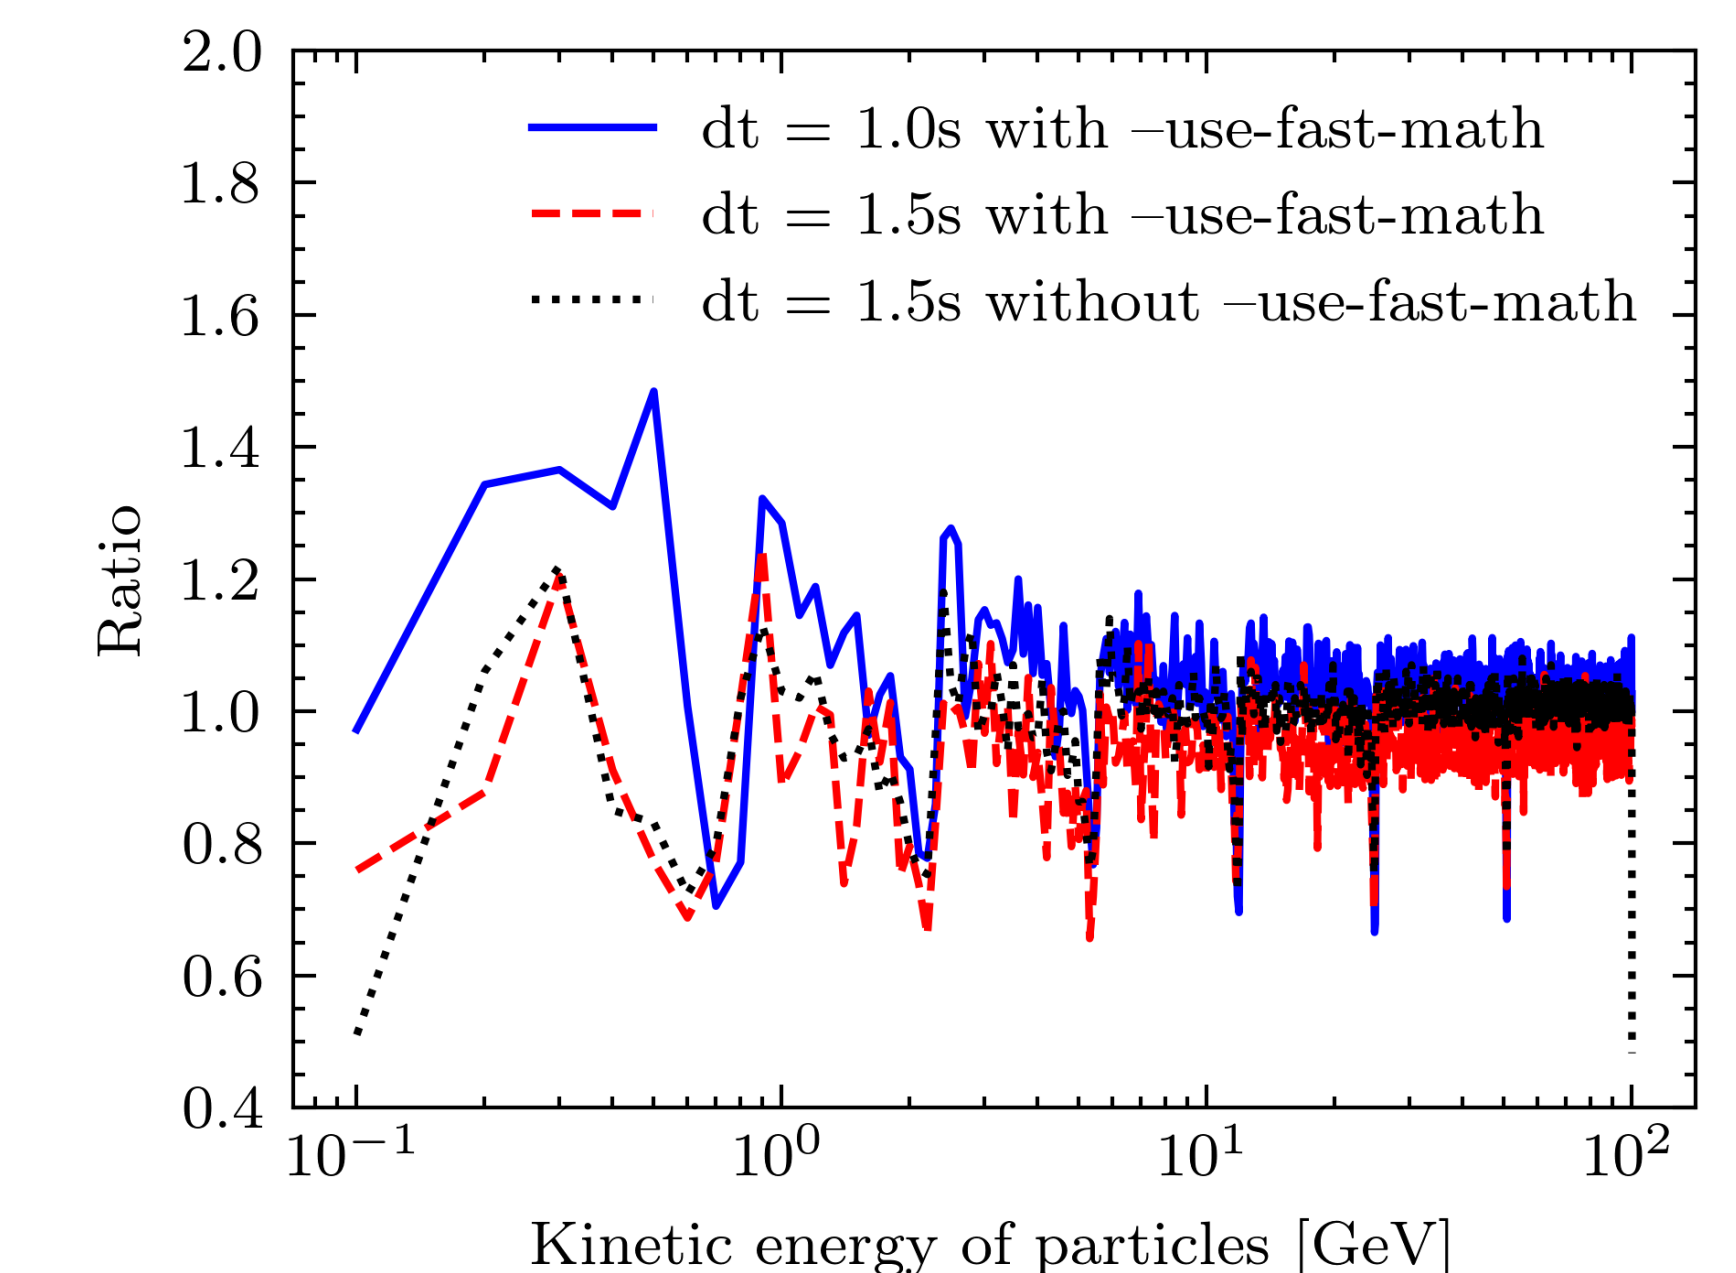 2.0
1.8
1.6
1.4
1.2
1.0
0.8
0.6
0.4
Ratio
dt = 1.0s with –use-fast-math
dt = 1.5s with –use-fast-math
dt = 1.5s without –use-fast-math
10⁻¹ 10⁰ 10¹ 10²
Kinetic energy of particles [GeV]